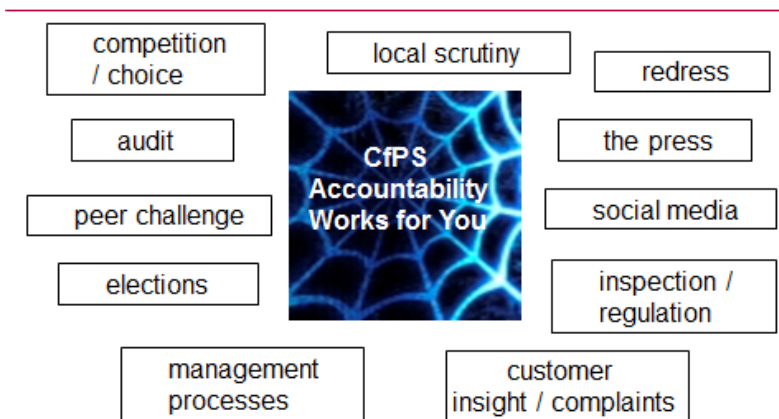 competition
/ choice
local scrutiny
redress
audit
the press
CfPS
Accountability
Works for You
peer challenge
social media
elections
inspection /
regulation
management
processes
customer
insight / complaints